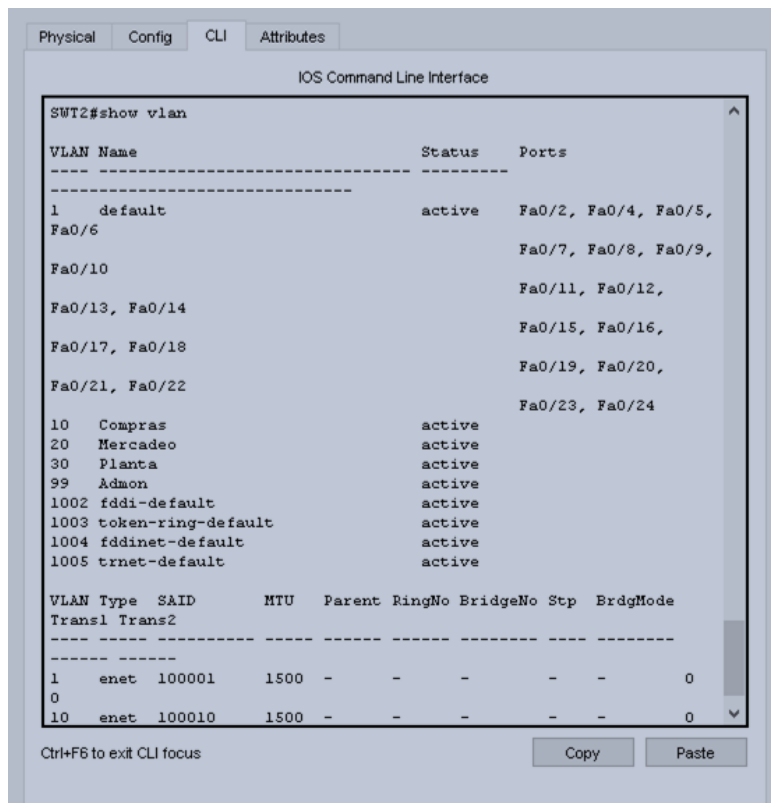 Physical Config CLI Attributes
IOS Command Line Interface
SWT2#show vlan
VLAN Name Status Ports
---- -------------------------------- ---------
-------------------------------
1 default active Fa0/2, Fa0/4, Fa0/5,
Fa0/6
Fa0/7, Fa0/8, Fa0/9,
Fa0/10
Fa0/11, Fa0/12,
Fa0/13, Fa0/14
Fa0/15, Fa0/16,
Fa0/17, Fa0/18
Fa0/19, Fa0/20,
Fa0/21, Fa0/22
Fa0/23, Fa0/24
10 Compras active
20 Mercadeo active
30 Planta active
99 Admon active
1002 fddi-default active
1003 token-ring-default active
1004 fddinet-default active
1005 trnet-default active
VLAN Type SAID MTU Parent RingNo BridgeNo Stp BrdgMode
Trans1 Trans2
---- ----- ---------- ----- ------ ------ -------- ---- --------
------ ------
1 enet 100001 1500 - - - - - 0
0
10 enet 100010 1500 - - - - - 0
Ctrl+F6 to exit CLI focus
Copy Paste